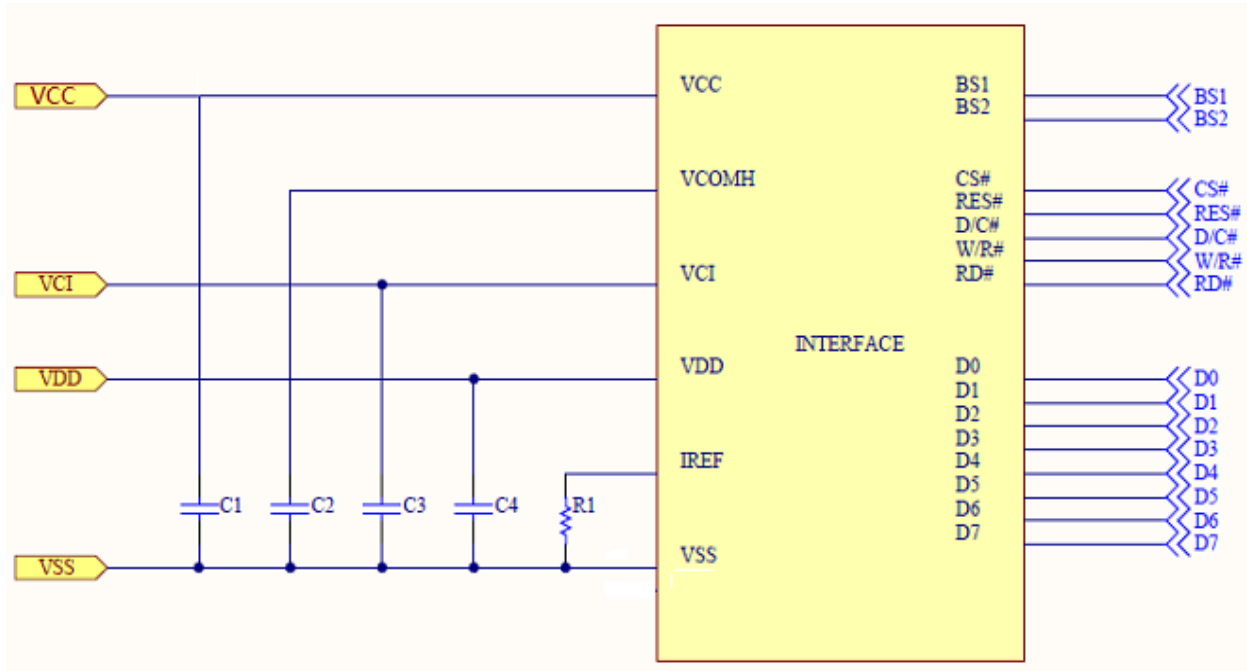 VCC VCC BS1 BS1
BS2 BS2
VCOMH CS# CS#
RES# RES#
D/C# D/C#
W/R# W/R#
VCI VCI RD# RD#
INTERFACE
VDD VDD D0 D0
D1 D1
D2 D2
D3 D3
IREF D4 D4
D5 D5
C1 C2 C3 C4 R1 D6 D6
D7 D7
VSS VSS